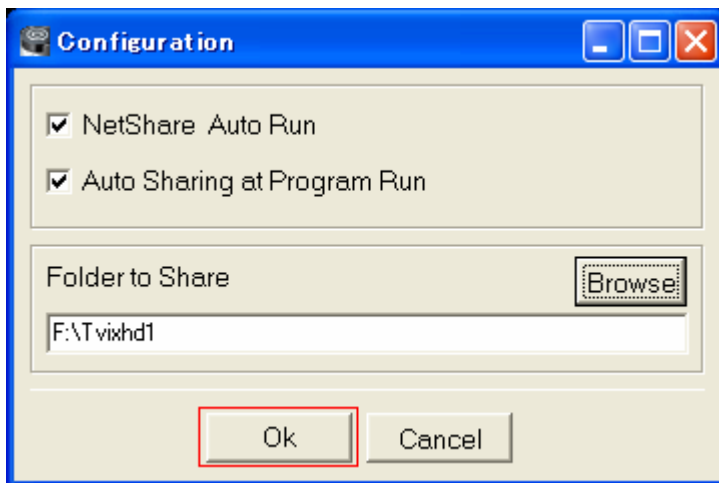 Configuration
NetShare Auto Run
Auto Sharing at Program Run
Folder to Share
Browse
F:\Tvixhd1
Ok
Cancel